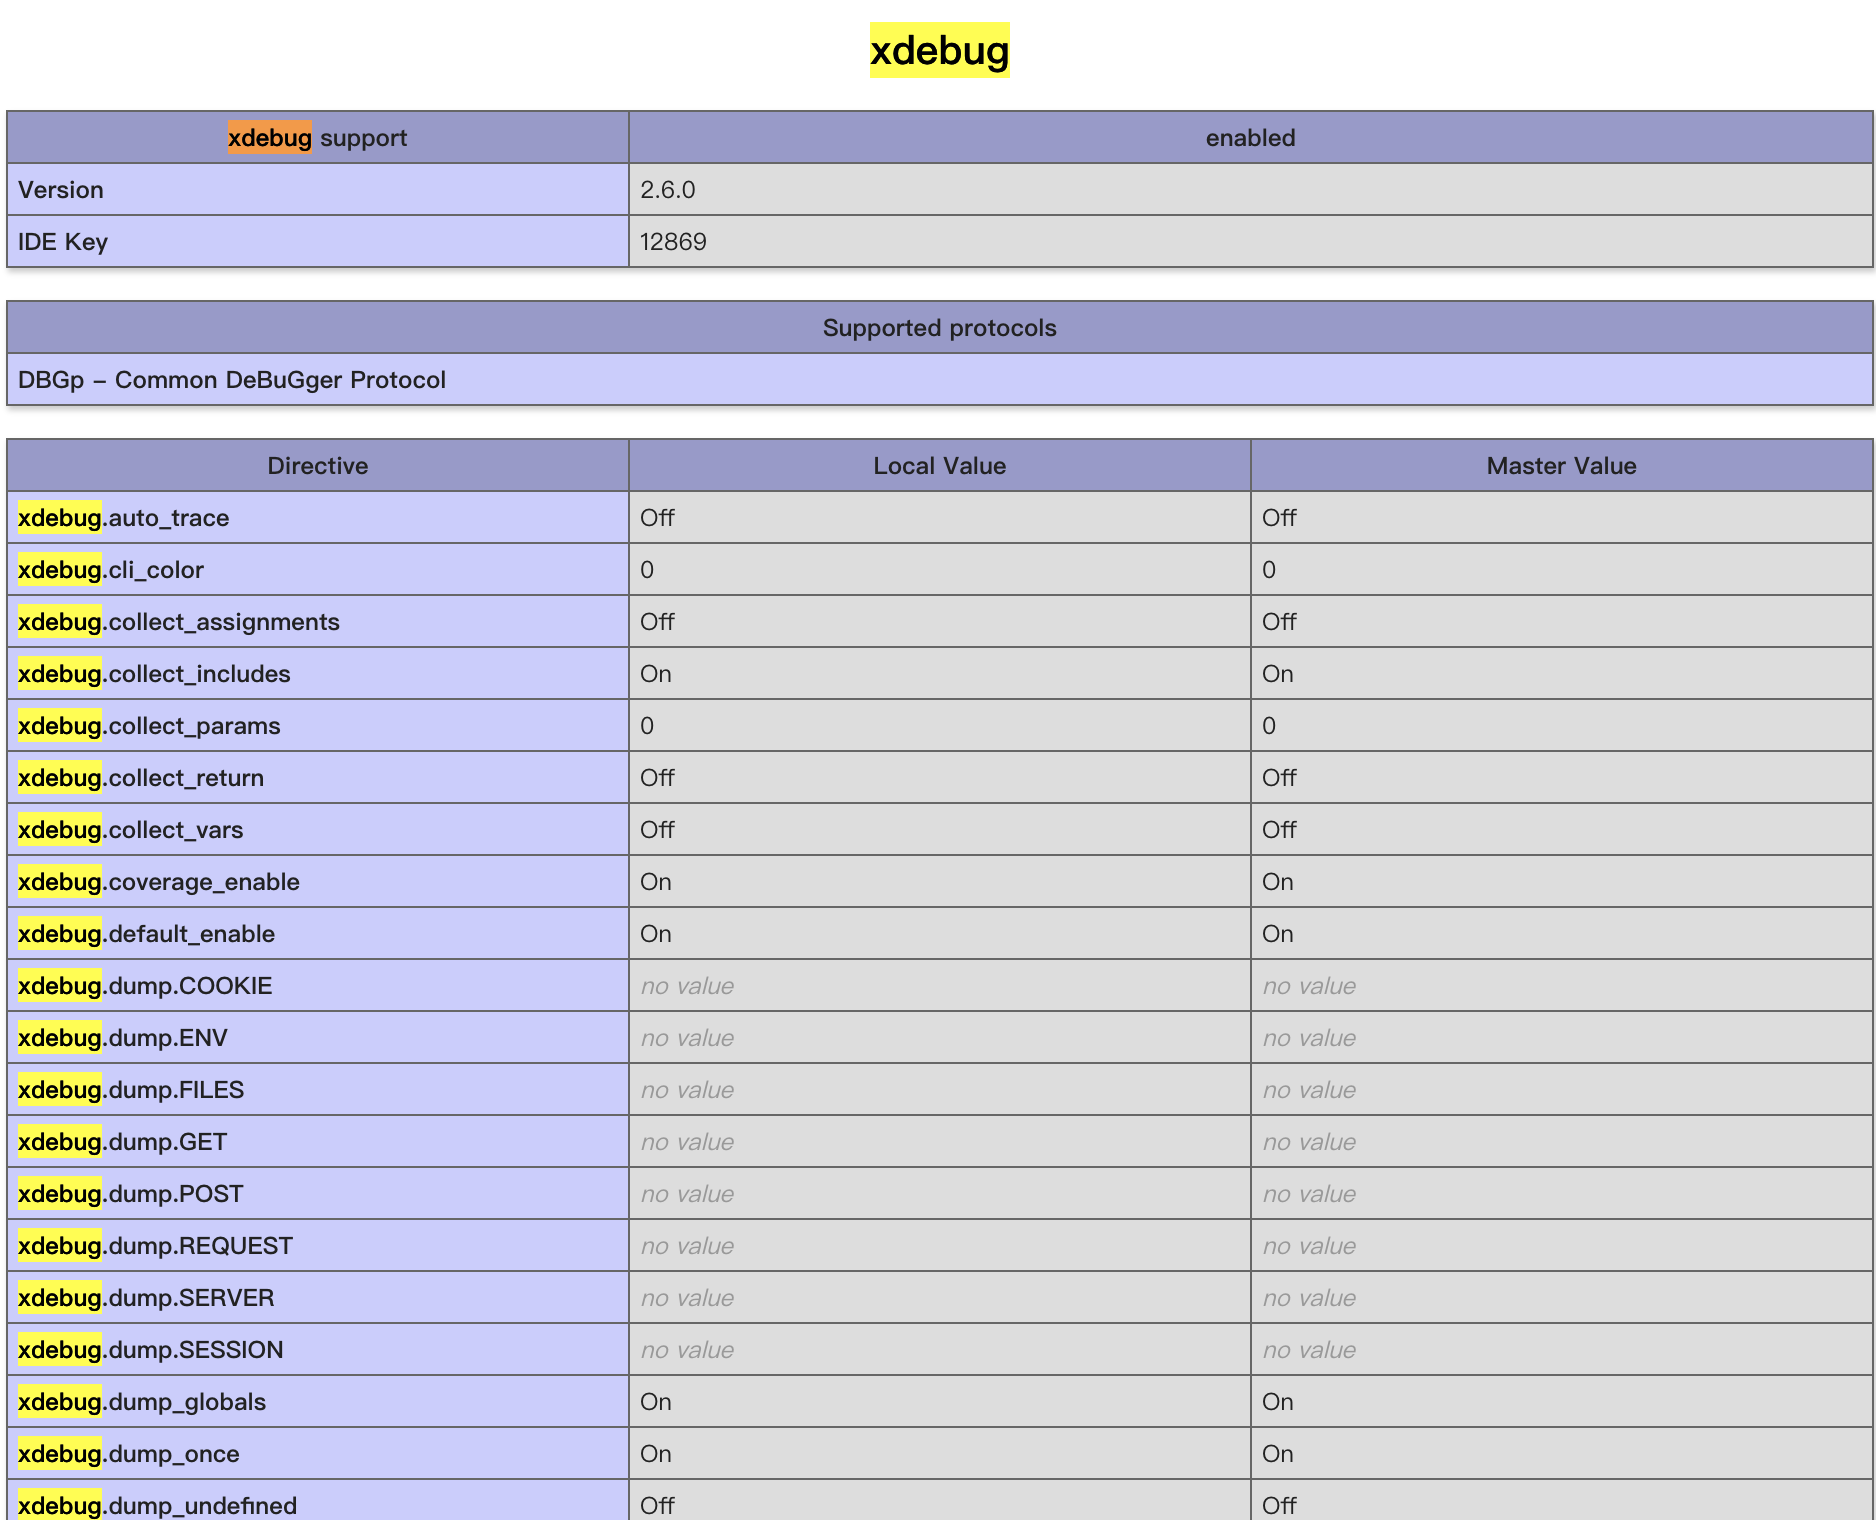 xdebug
xdebug support enabled
Version 2.6.0
IDE Key 12869
Supported protocols
DBGp – Common DeBuGger Protocol
Directive Local Value Master Value
xdebug.auto_trace Off Off
xdebug.cli_color 0 0
xdebug.collect_assignments Off Off
xdebug.collect_includes On On
xdebug.collect_params 0 0
xdebug.collect_return Off Off
xdebug.collect_vars Off Off
xdebug.coverage_enable On On
xdebug.default_enable On On
xdebug.dump.COOKIE no value no value
xdebug.dump.ENV no value no value
xdebug.dump.FILES no value no value
xdebug.dump.GET no value no value
xdebug.dump.POST no value no value
xdebug.dump.REQUEST no value no value
xdebug.dump.SERVER no value no value
xdebug.dump.SESSION no value no value
xdebug.dump_globals On On
xdebug.dump_once On On
xdebug.dump_undefined Off Off